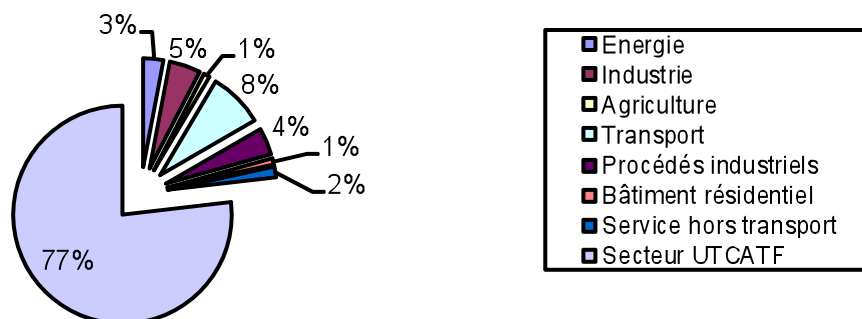 3%
5%
1%
8%
4%
1%
2%
77%
Energie
Industrie
Agriculture
Transport
Procédés industriels
Bâtiment résidentiel
Service hors transport
Secteur UTCATF